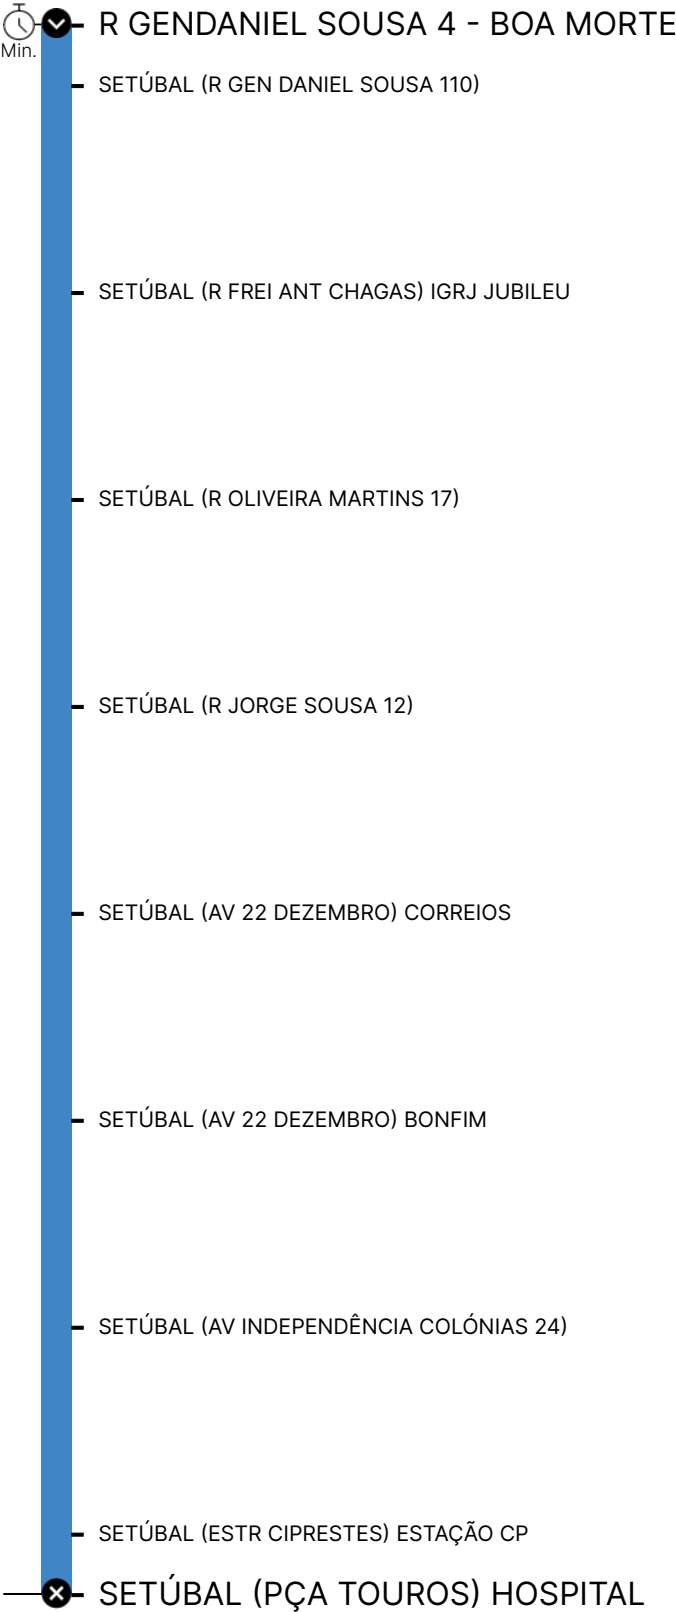 R GENDANIEL SOUSA 4 - BOA MORTE
Min.
SETÚBAL (R GEN DANIEL SOUSA 110)
SETÚBAL (R FREI ANT CHAGAS) IGRJ JUBILEU
SETÚBAL (R OLIVEIRA MARTINS 17)
SETÚBAL (R JORGE SOUSA 12)
SETÚBAL (AV 22 DEZEMBRO) CORREIOS
SETÚBAL (AV 22 DEZEMBRO) BONFIM
SETÚBAL (AV INDEPENDÊNCIA COLÓNIAS 24)
SETÚBAL (ESTR CIPRESTES) ESTAÇÃO CP
SETÚBAL (PÇA TOUROS) HOSPITAL